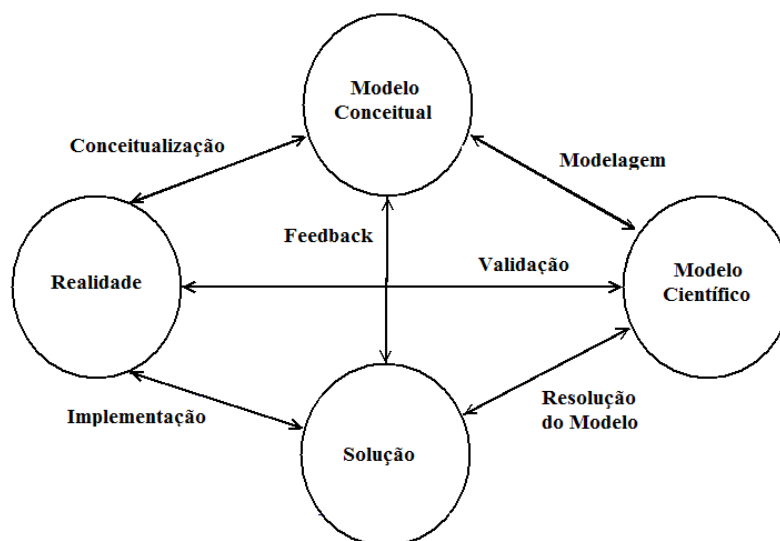 Modelo
Conceitual
Conceitualização
Modelagem
Feedback
Validação
Realidade
Modelo
Científico
Implementação
Resolução
do Modelo
Solução